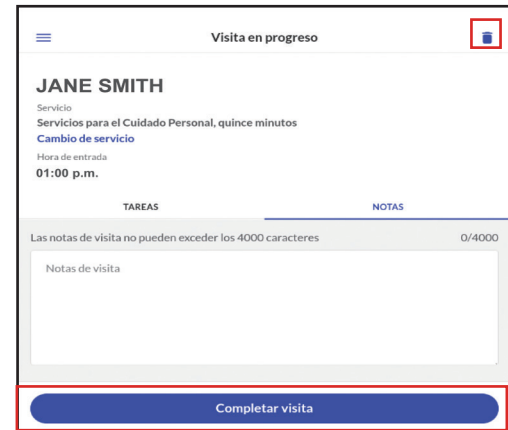 Visita en progreso
JANE SMITH
Servicio
Servicios para el Cuidado Personal, quince minutos
Cambio de servicio
Hora de entrada
01:00 p.m.
TAREAS NOTAS
Las notas de visita no pueden exceder los 4000 caracteres 0/4000
Notas de visita
Completar visita